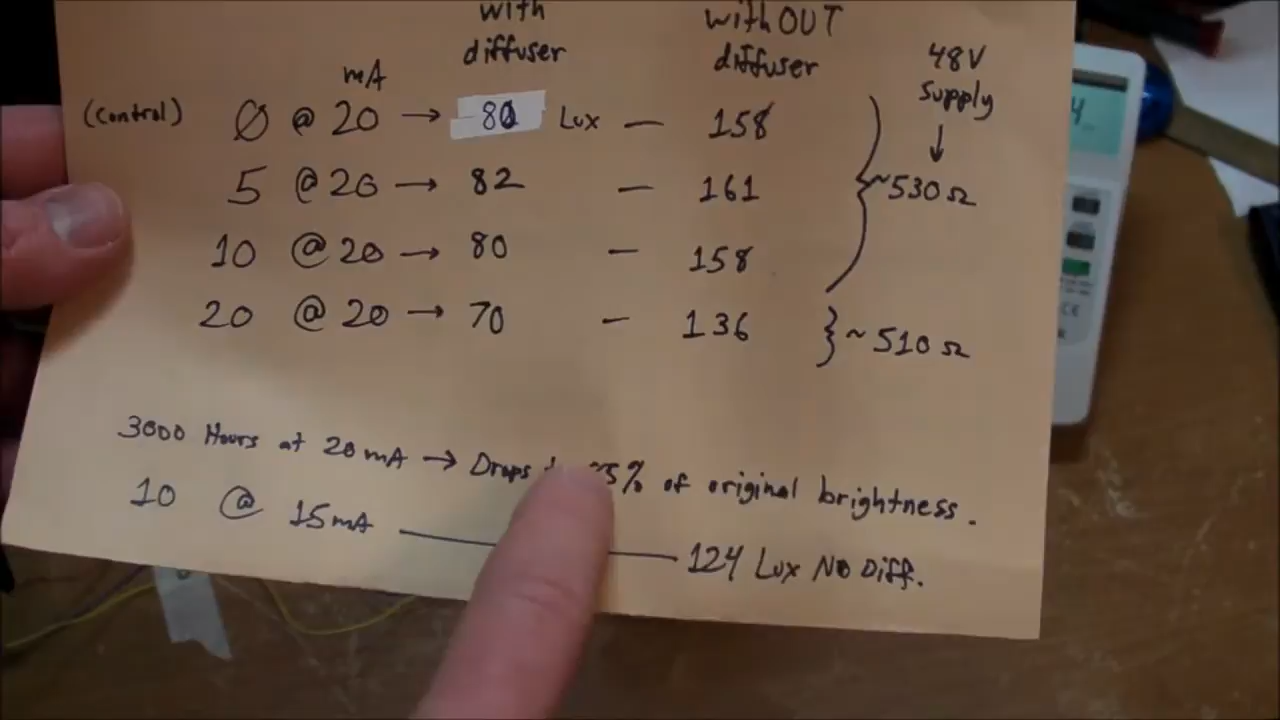 with withOUT
diffuser diffuser 48V
mA Supply
(Control) Ø @ 20 → 80 Lux — 158
5 @ 20 → 82 — 161 ~530 Ω
10 @ 20 → 80 — 158
20 @ 20 → 70 — 136 } ~510 Ω
3000 Hours at 20 mA → Drops of original brightness.
10 @ 15mA — 124 Lux No Diff.